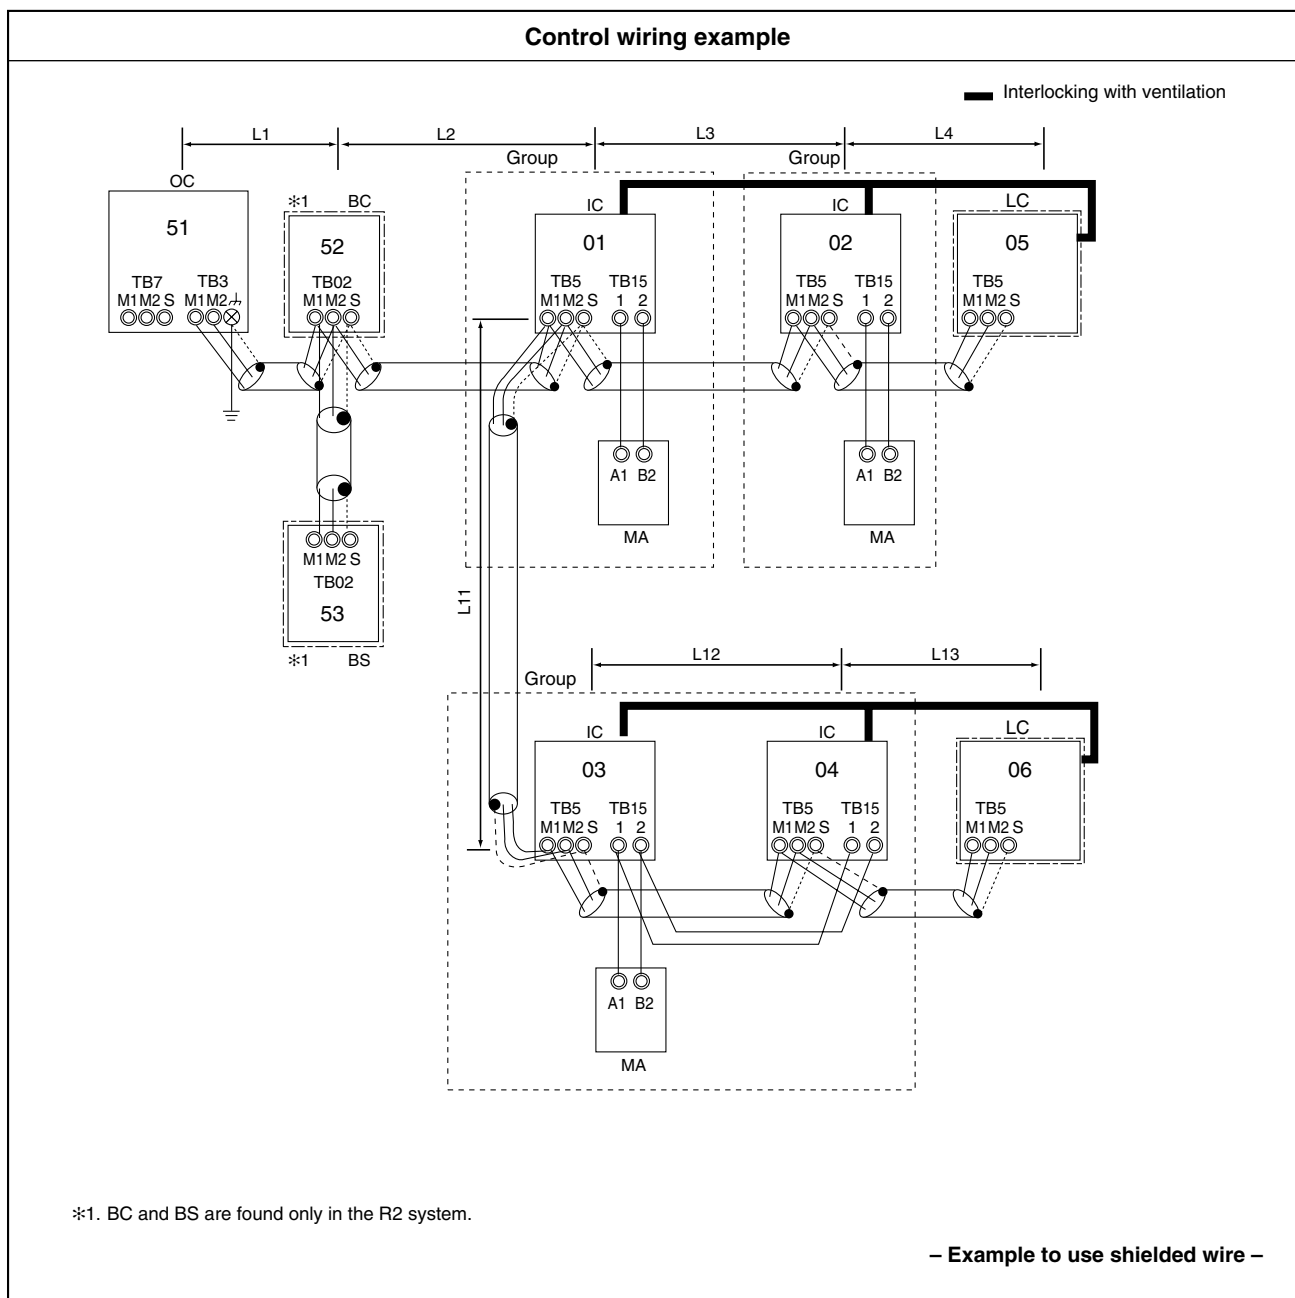 Control wiring example
Interlocking with ventilation
L1 L2 L3 L4
Group Group
OC
✻1 BC IC IC LC
51 52 01 02 05
TB7 TB3 TB02 TB5 TB15 TB5 TB15 TB5
M1 M2 S M1 M2 M1 M2 S M1 M2 S 1 2 M1 M2 S 1 2 M1 M2 S
A1 B2 A1 B2
MA MA
M1 M2 S
TB02
53
✻1 BS
L11
L12 L13
Group
IC IC LC
03 04 06
TB5 TB15 TB5 TB15 TB5
M1 M2 S 1 2 M1 M2 S 1 2 M1 M2 S
A1 B2
MA
✻1. BC and BS are found only in the R2 system.
– Example to use shielded wire –